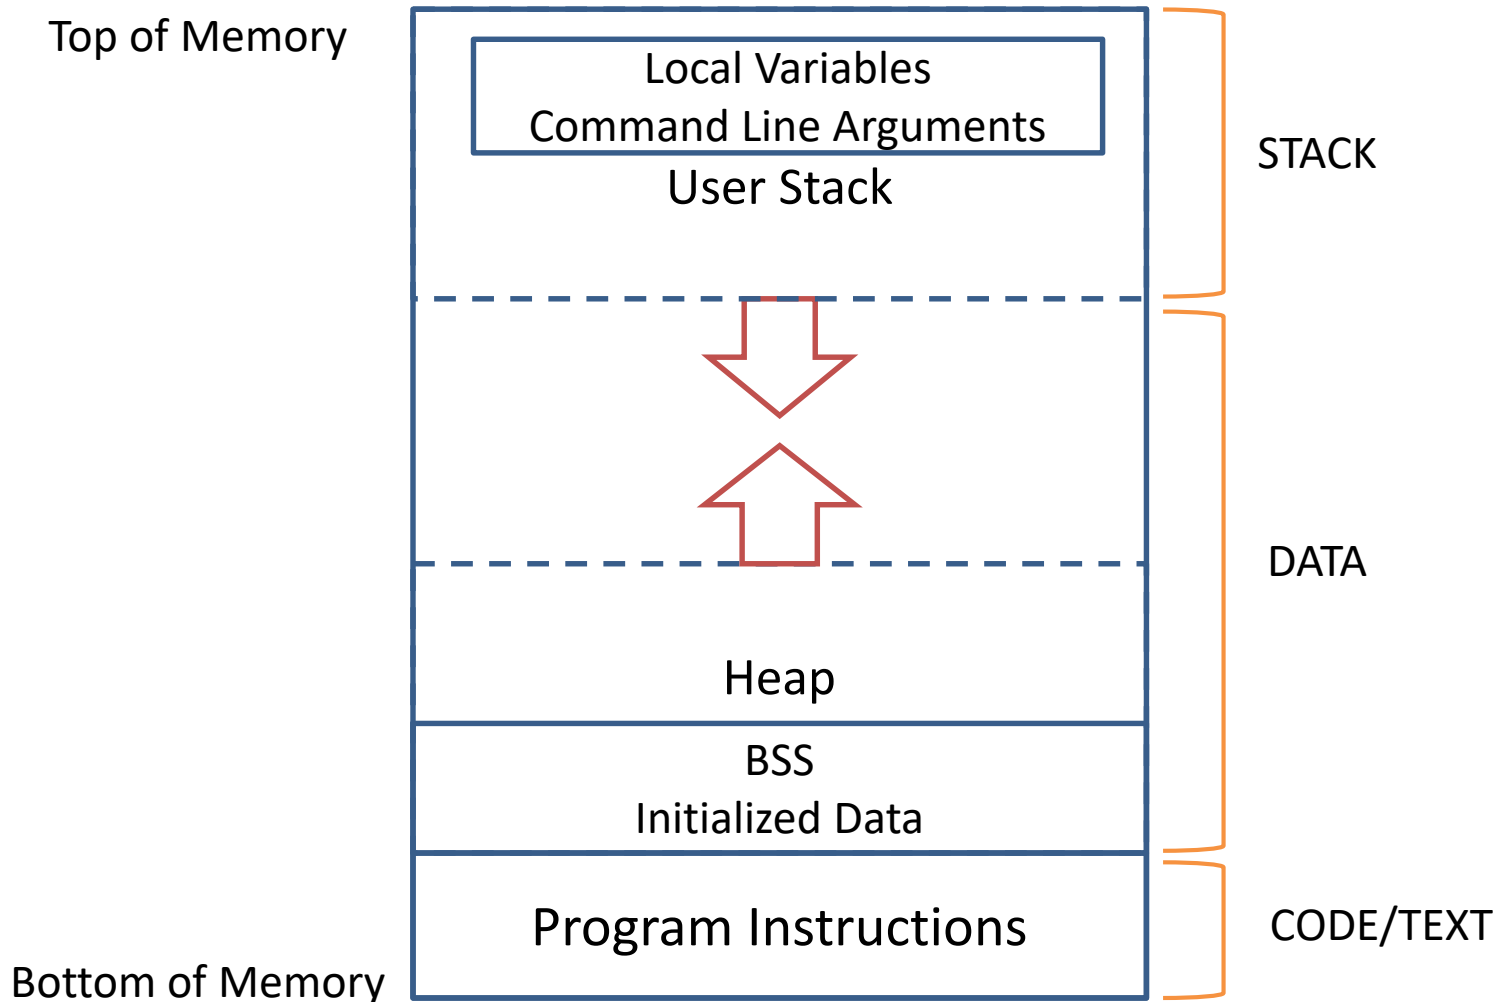 Top of Memory
Local Variables
Command Line Arguments
User Stack
STACK
Heap
DATA
BSS
Initialized Data
Program Instructions
CODE/TEXT
Bottom of Memory